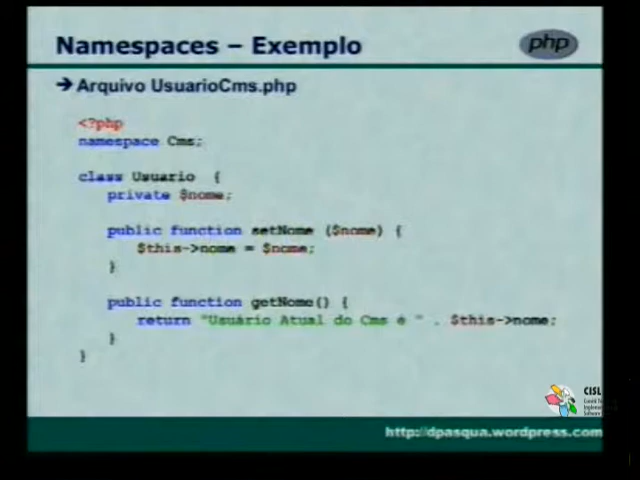 Namespaces – Exemplo
php
➔ Arquivo UsuarioCms.php
<?php
namespace Cms;
class Usuario {
private $nome;
public function setNome ($nome) {
$this->nome = $nome;
}
public function getNome() {
return "Usuário Atual do Cms é " . $this->nome;
}
}
CISL
http://dpasqua.wordpress.com